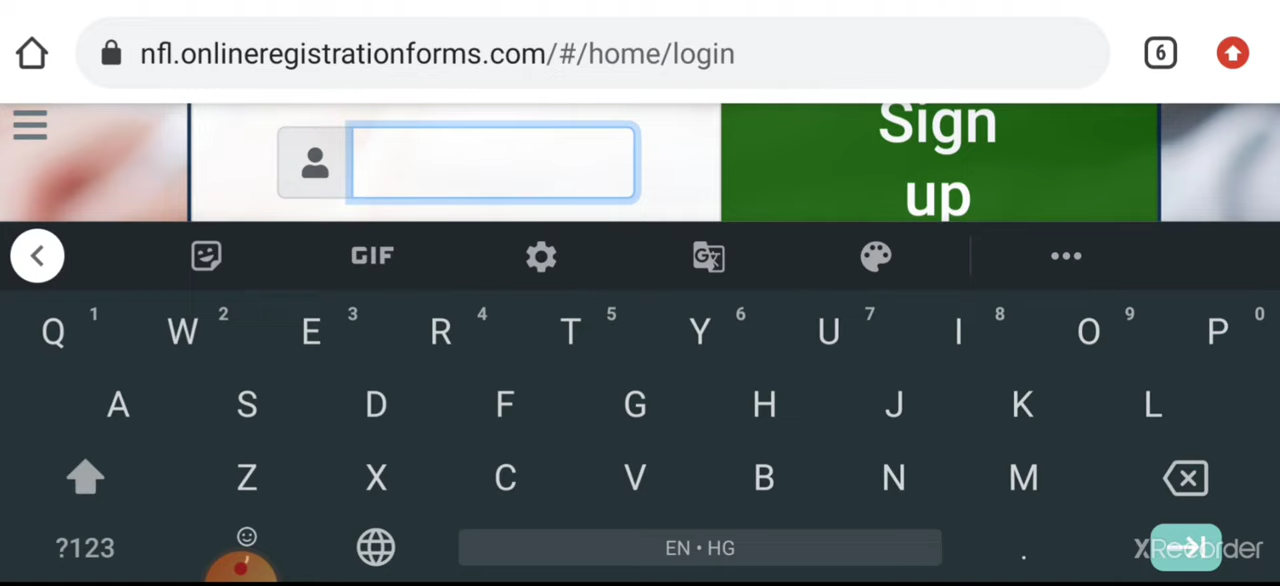 nfl.onlineregistrationforms.com/#/home/login
6
Sign
up
GIF
G
Q 1 W 2 E 3 R 4 T 5 Y 6 U 7 I 8 O 9 P 0
A S D F G H J K L
Z X C V B N M
?123 EN • HG .
XRecorder